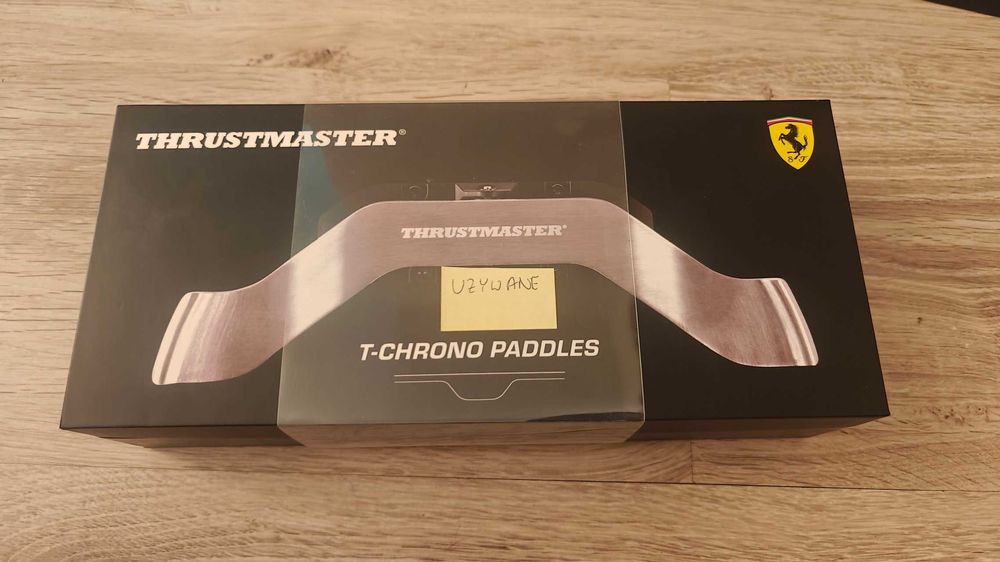 THRUSTMASTER®
S F
THRUSTMASTER®
UZYWANE
T-CHRONO PADDLES